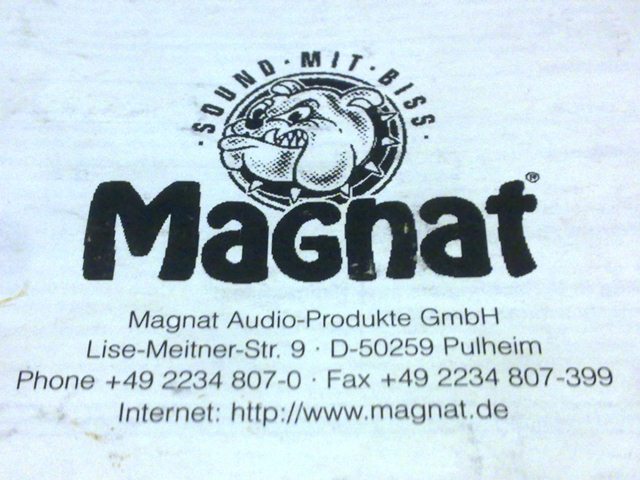 ·SOUND·MIT·BISS·
Magnat®
Magnat Audio-Produkte GmbH
Lise-Meitner-Str. 9 · D-50259 Pulheim
Phone +49 2234 807-0 · Fax +49 2234 807-399
Internet: http://www.magnat.de